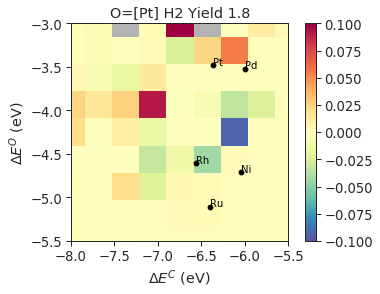 O=[Pt] H2 Yield 1.8
−3.0
−3.5
−4.0
−4.5
−5.0
−5.5
ΔE^O (eV)
Pt
Pd
Rh
Ni
Ru
−8.0 −7.5 −7.0 −6.5 −6.0 −5.5
ΔE^C (eV)
0.100
0.075
0.050
0.025
0.000
−0.025
−0.050
−0.075
−0.100